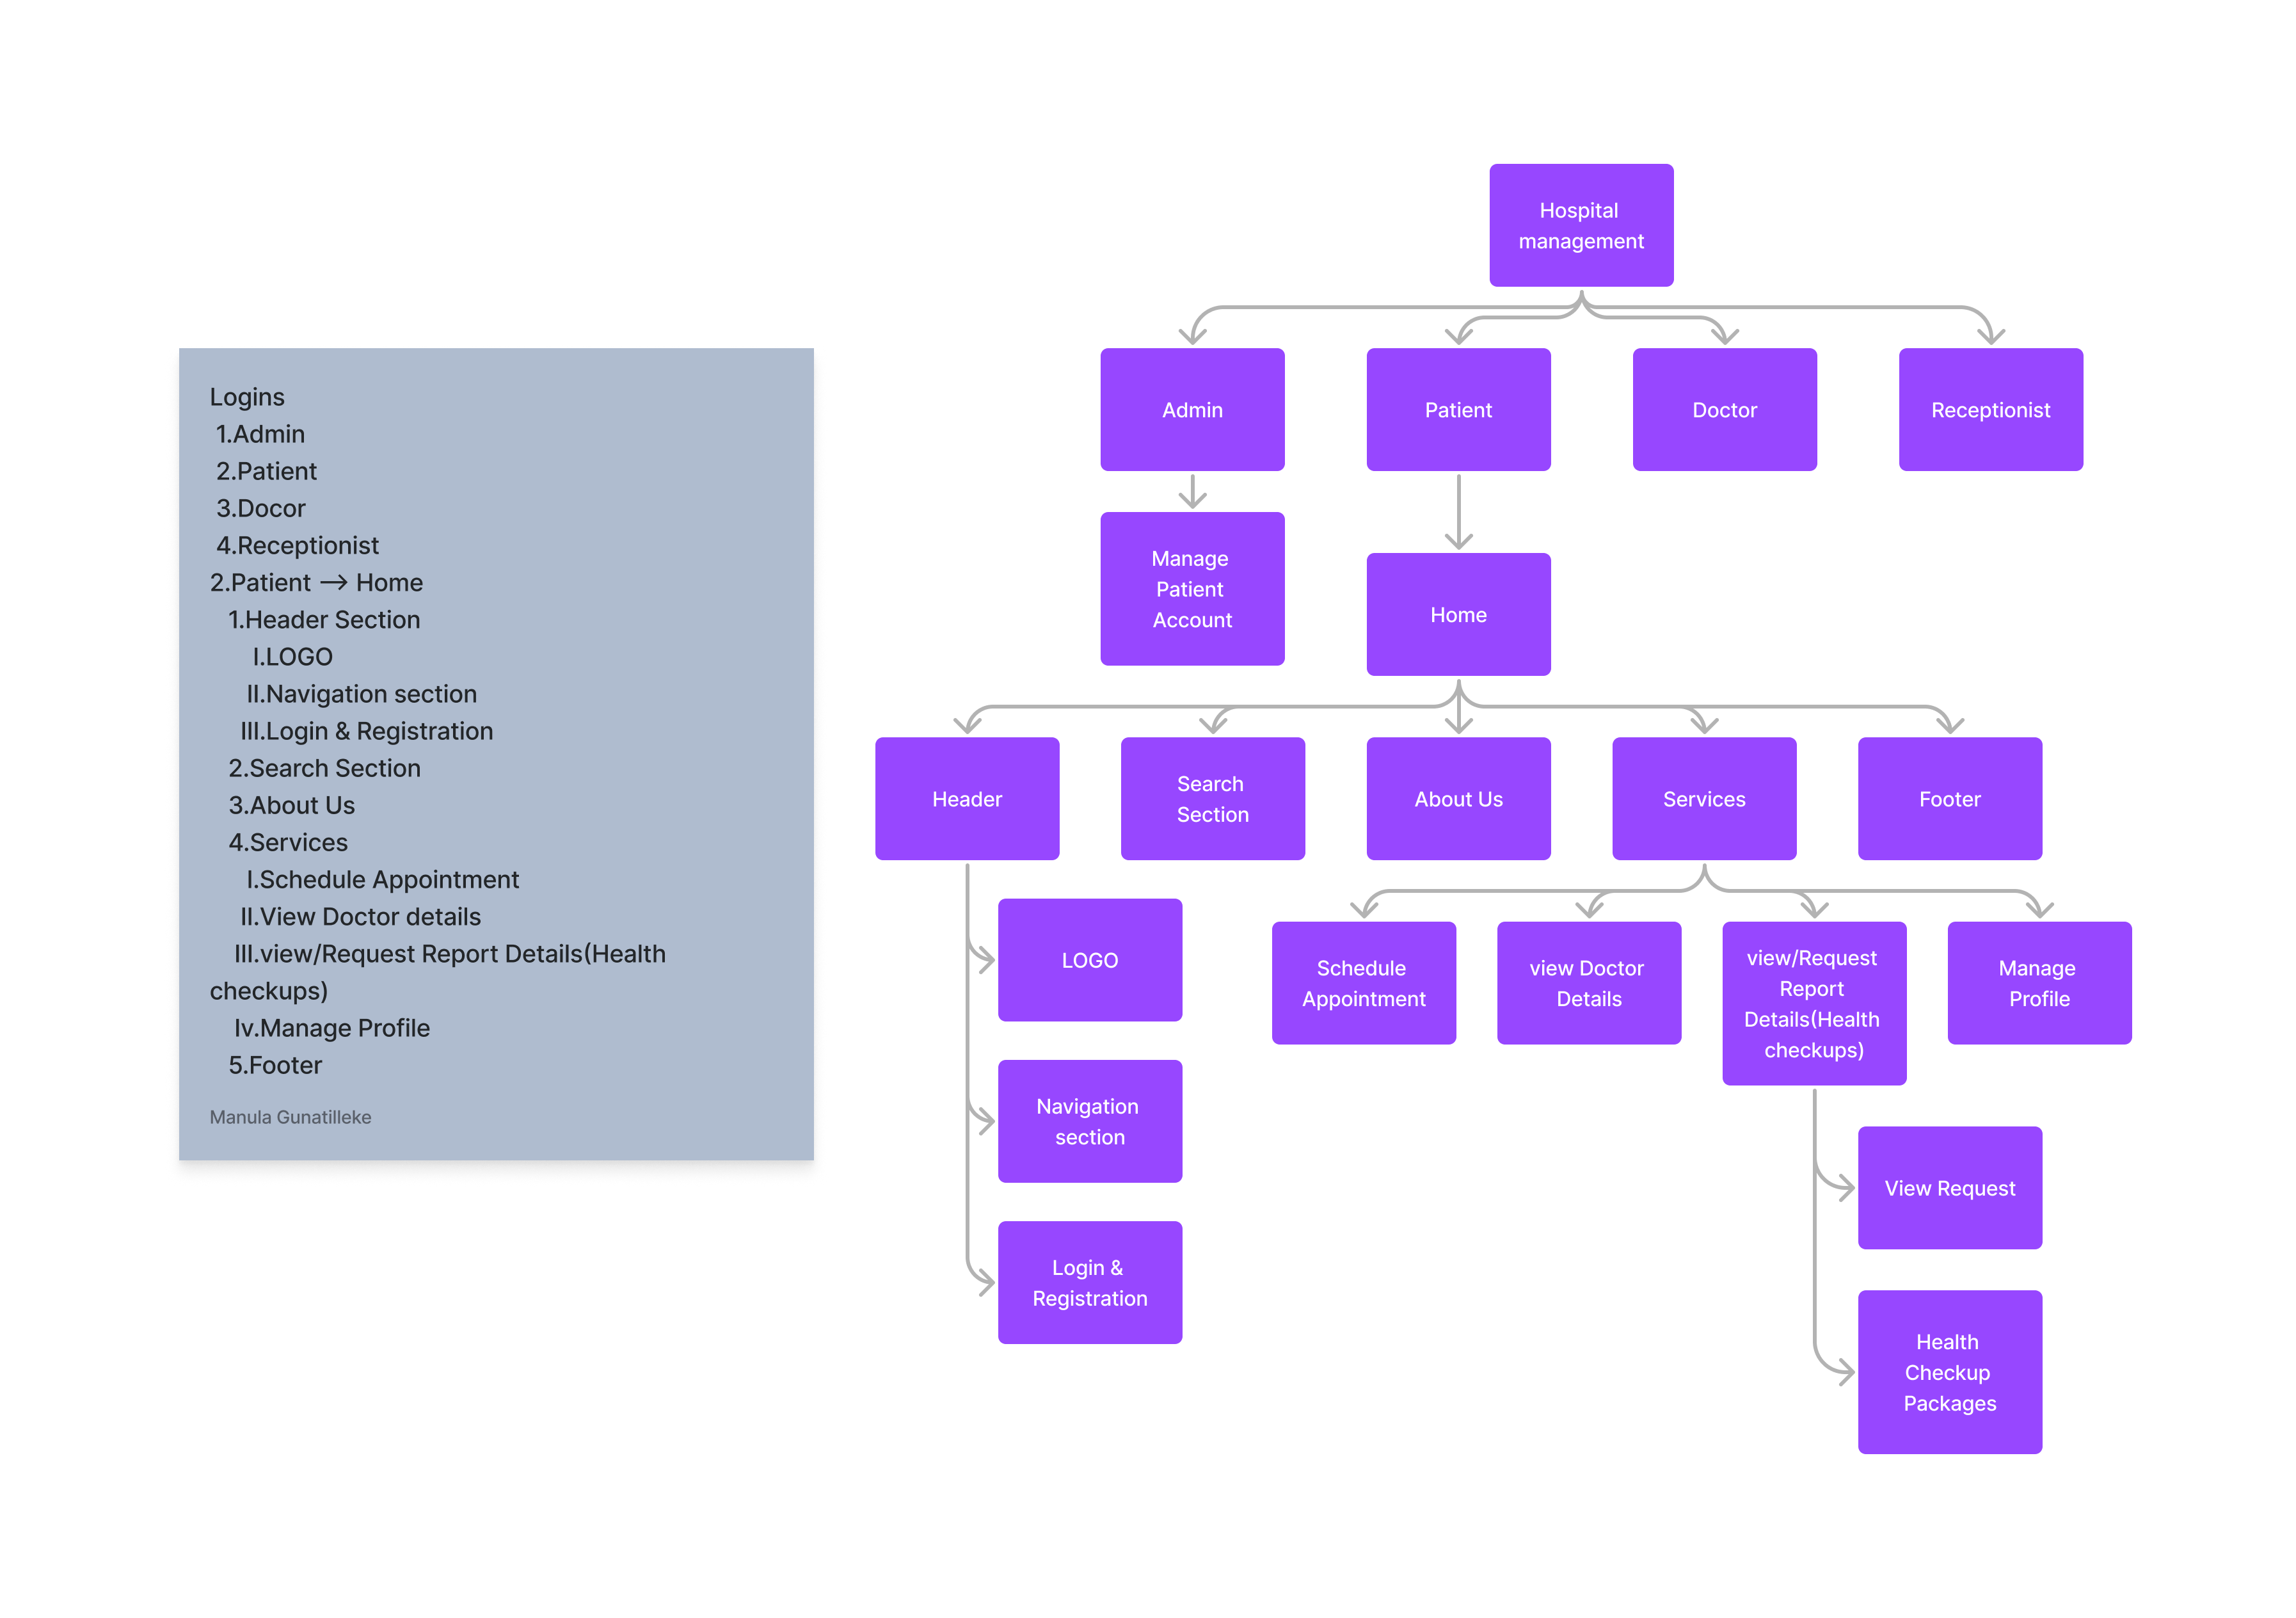 Logins
1.Admin
2.Patient
3.Docor
4.Receptionist
2.Patient → Home
1.Header Section
I.LOGO
II.Navigation section
III.Login & Registration
2.Search Section
3.About Us
4.Services
I.Schedule Appointment
II.View Doctor details
III.view/Request Report Details(Health
checkups)
Iv.Manage Profile
5.Footer
Manula Gunatilleke
Hospital
management
Admin
Patient
Doctor
Receptionist
Manage
Patient
Account
Home
Header
Search
Section
About Us
Services
Footer
LOGO
Navigation
section
Login &
Registration
Schedule
Appointment
view Doctor
Details
view/Request
Report
Details(Health
checkups)
Manage
Profile
View Request
Health
Checkup
Packages